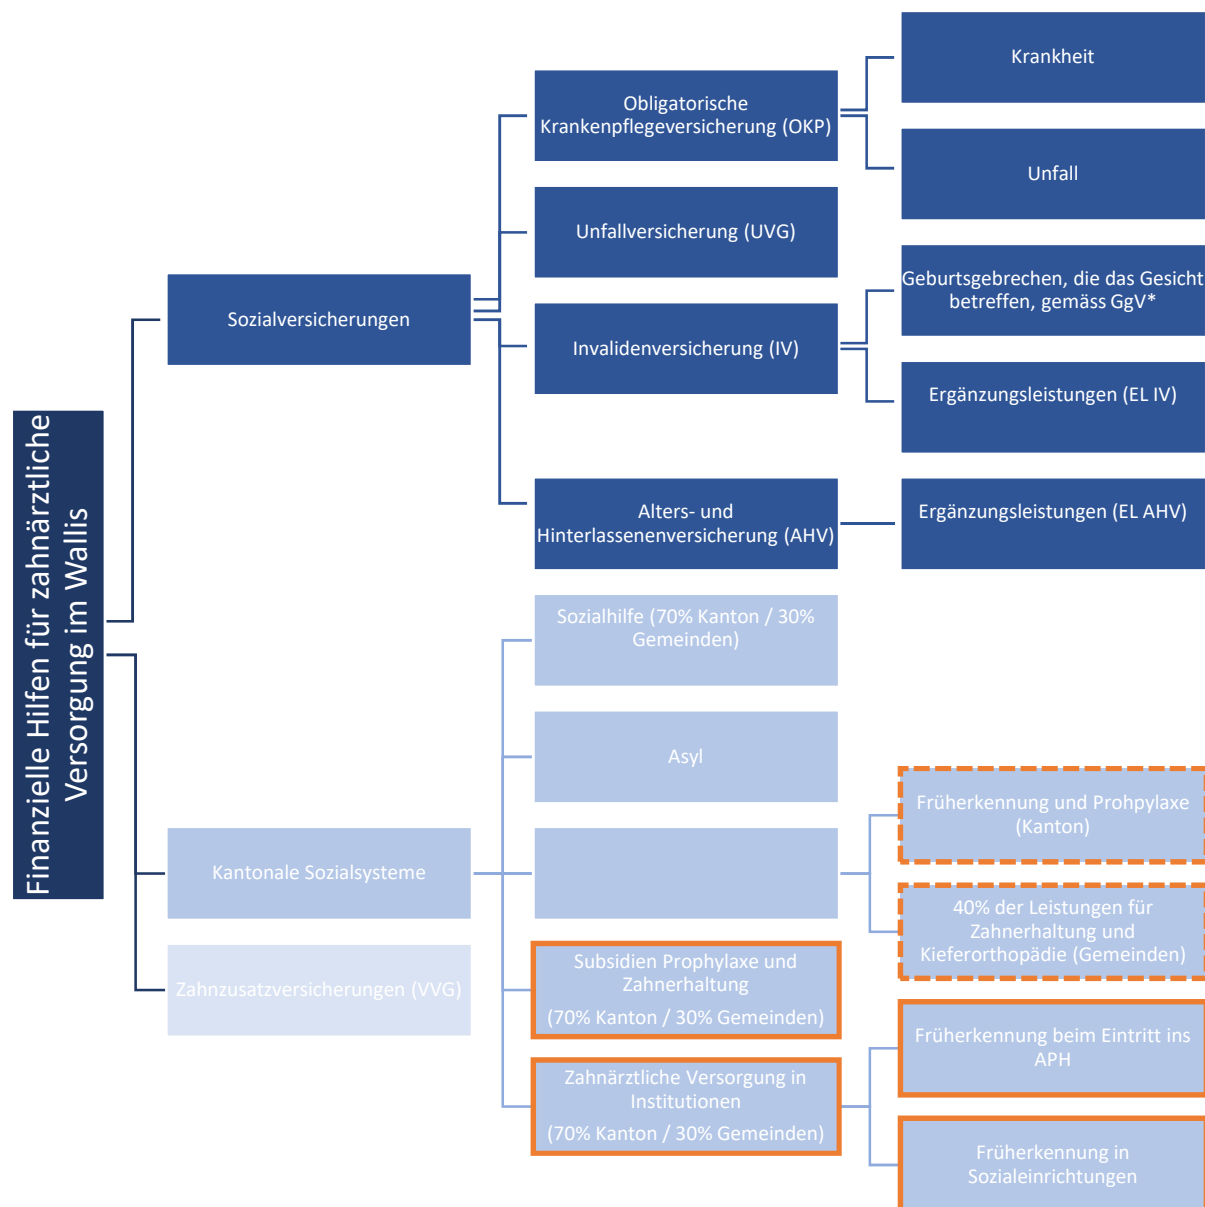 Finanzielle Hilfen für zahnärztliche
Versorgung im Wallis
Sozialversicherungen
Obligatorische
Krankenpflegeversicherung (OKP)
Krankheit
Unfall
Unfallversicherung (UVG)
Invalidenversicherung (IV)
Geburtsgebrechen, die das Gesicht
betreffen, gemäss GgV*
Ergänzungsleistungen (EL IV)
Alters- und
Hinterlassenenversicherung (AHV)
Ergänzungsleistungen (EL AHV)
Kantonale Sozialsysteme
Sozialhilfe (70% Kanton / 30%
Gemeinden)
Asyl
Früherkennung und Prohpylaxe
(Kanton)
40% der Leistungen für
Zahnerhaltung und
Kieferorthopädie (Gemeinden)
Subsidien Prophylaxe und
Zahnerhaltung
(70% Kanton / 30% Gemeinden)
Zahnärztliche Versorgung in
Institutionen
(70% Kanton / 30% Gemeinden)
Früherkennung beim Eintritt ins
APH
Früherkennung in
Sozialeinrichtungen
Zahnzusatzversicherungen (VVG)